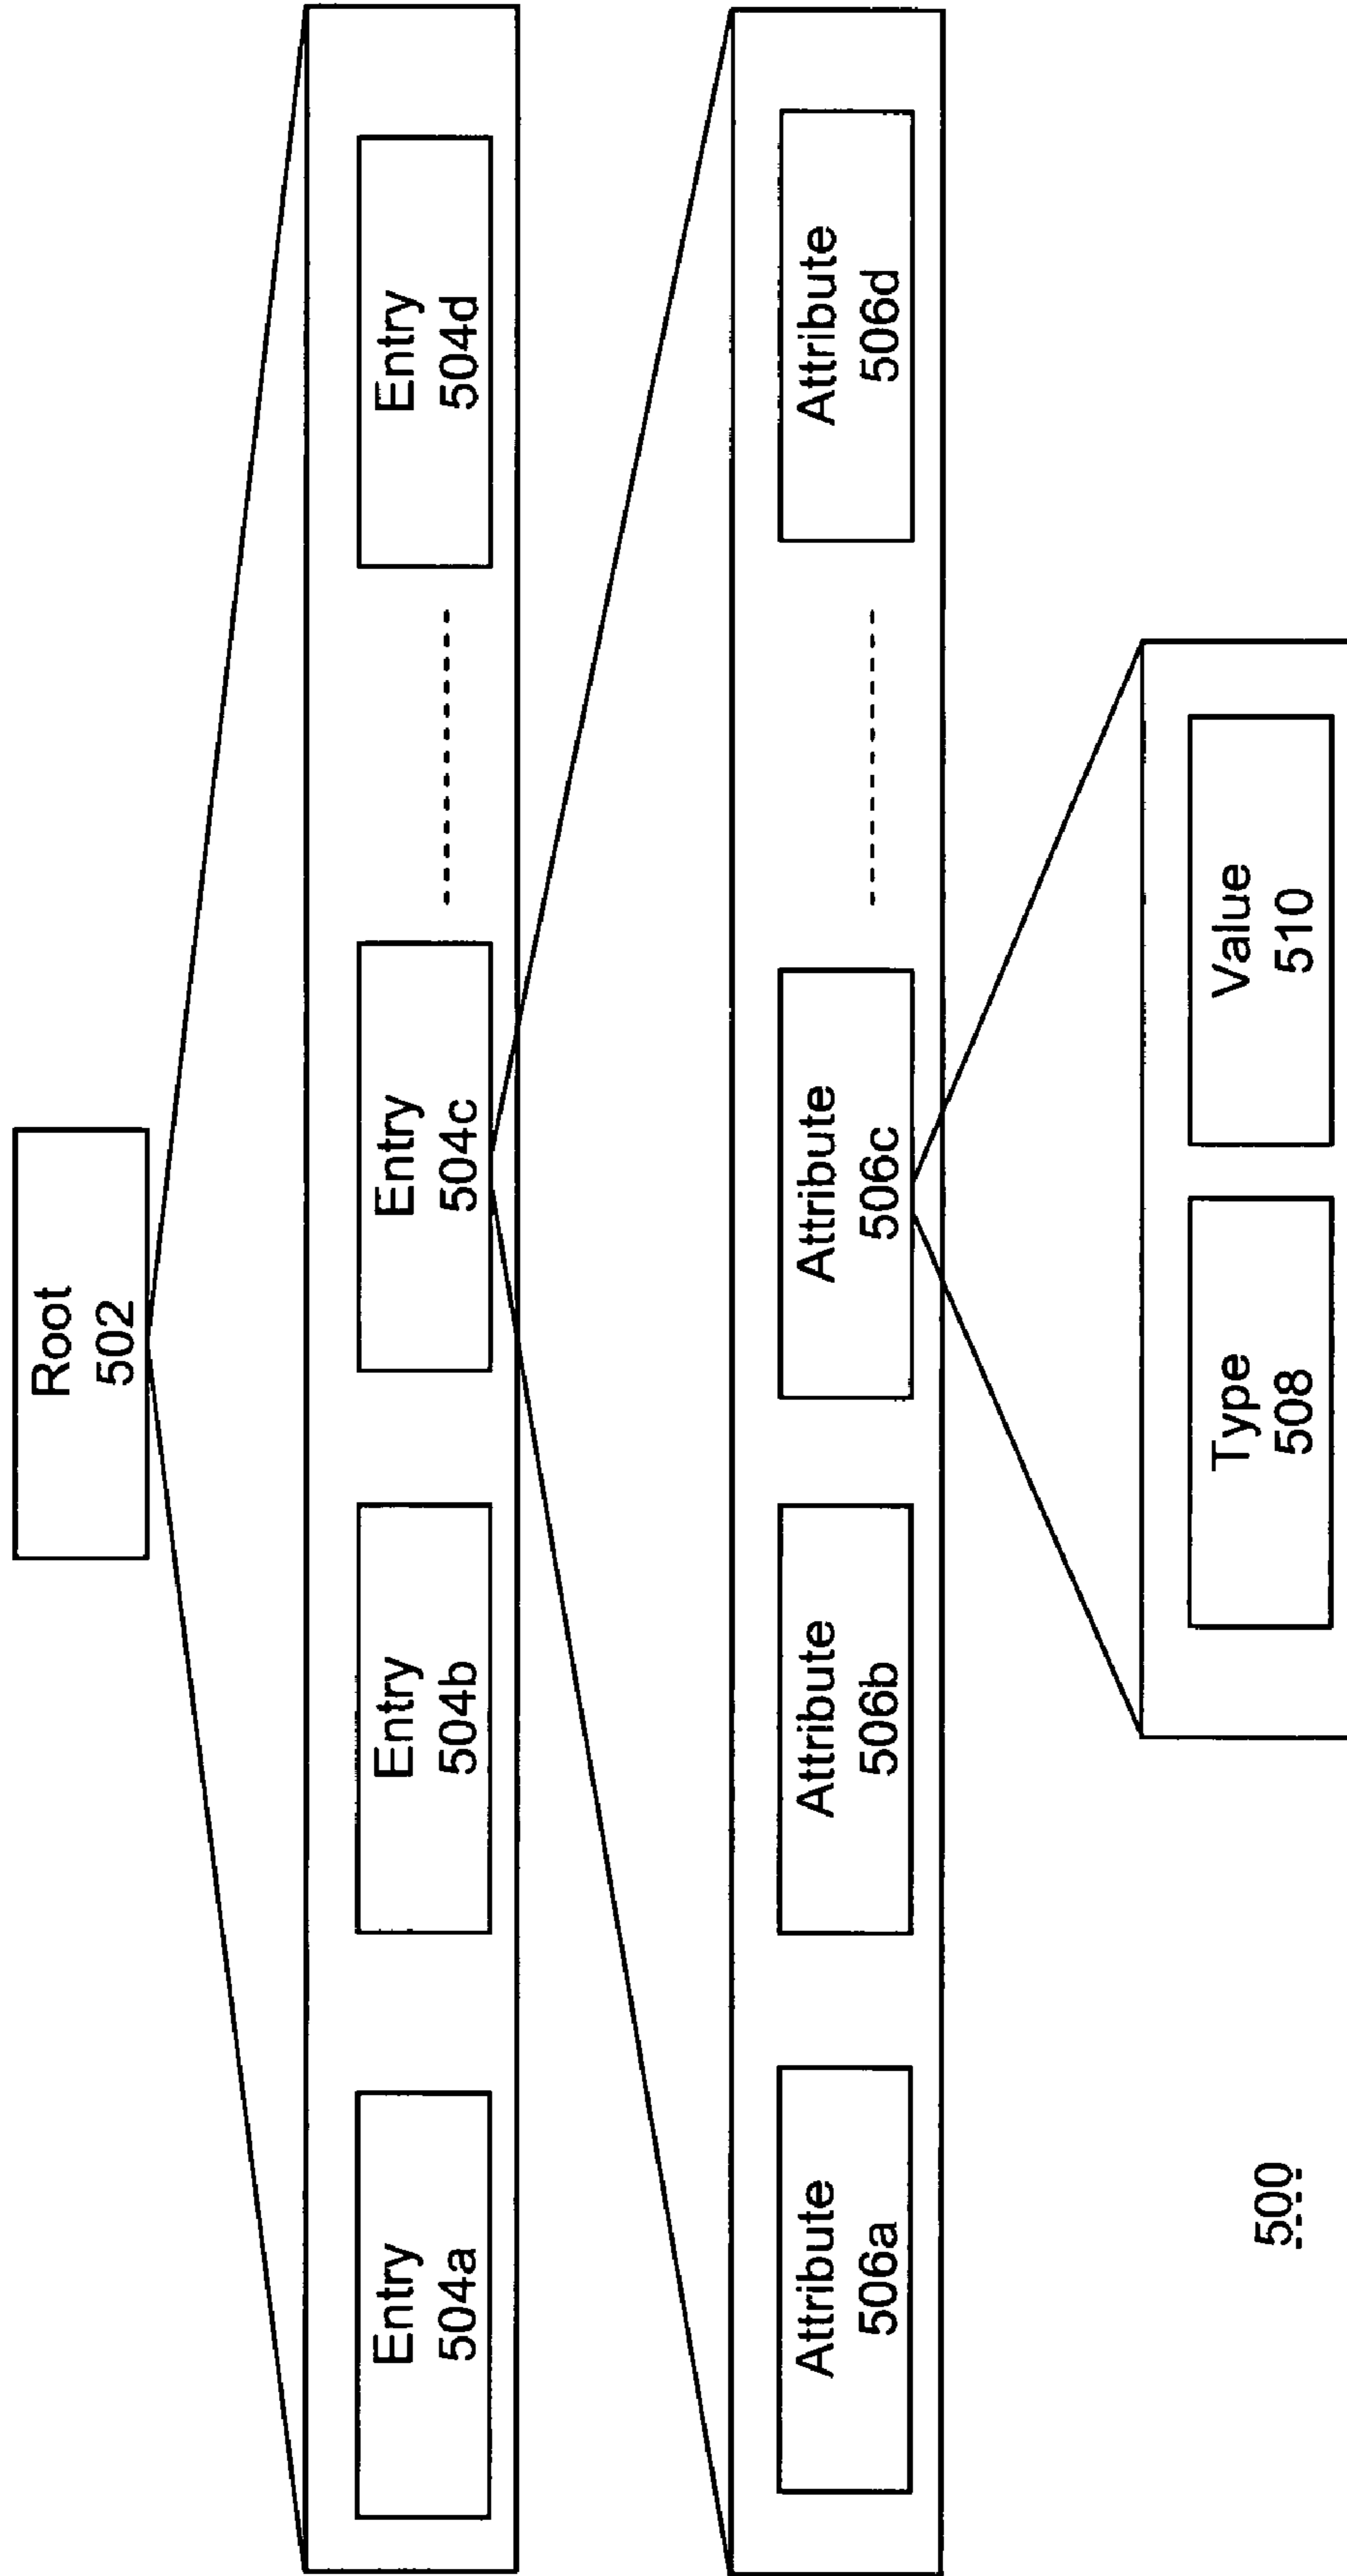 Root
502
Entry
504a
Entry
504b
Entry
504c
Entry
504d
Attribute
506a
Attribute
506b
Attribute
506c
Attribute
506d
Type
508
Value
510
500